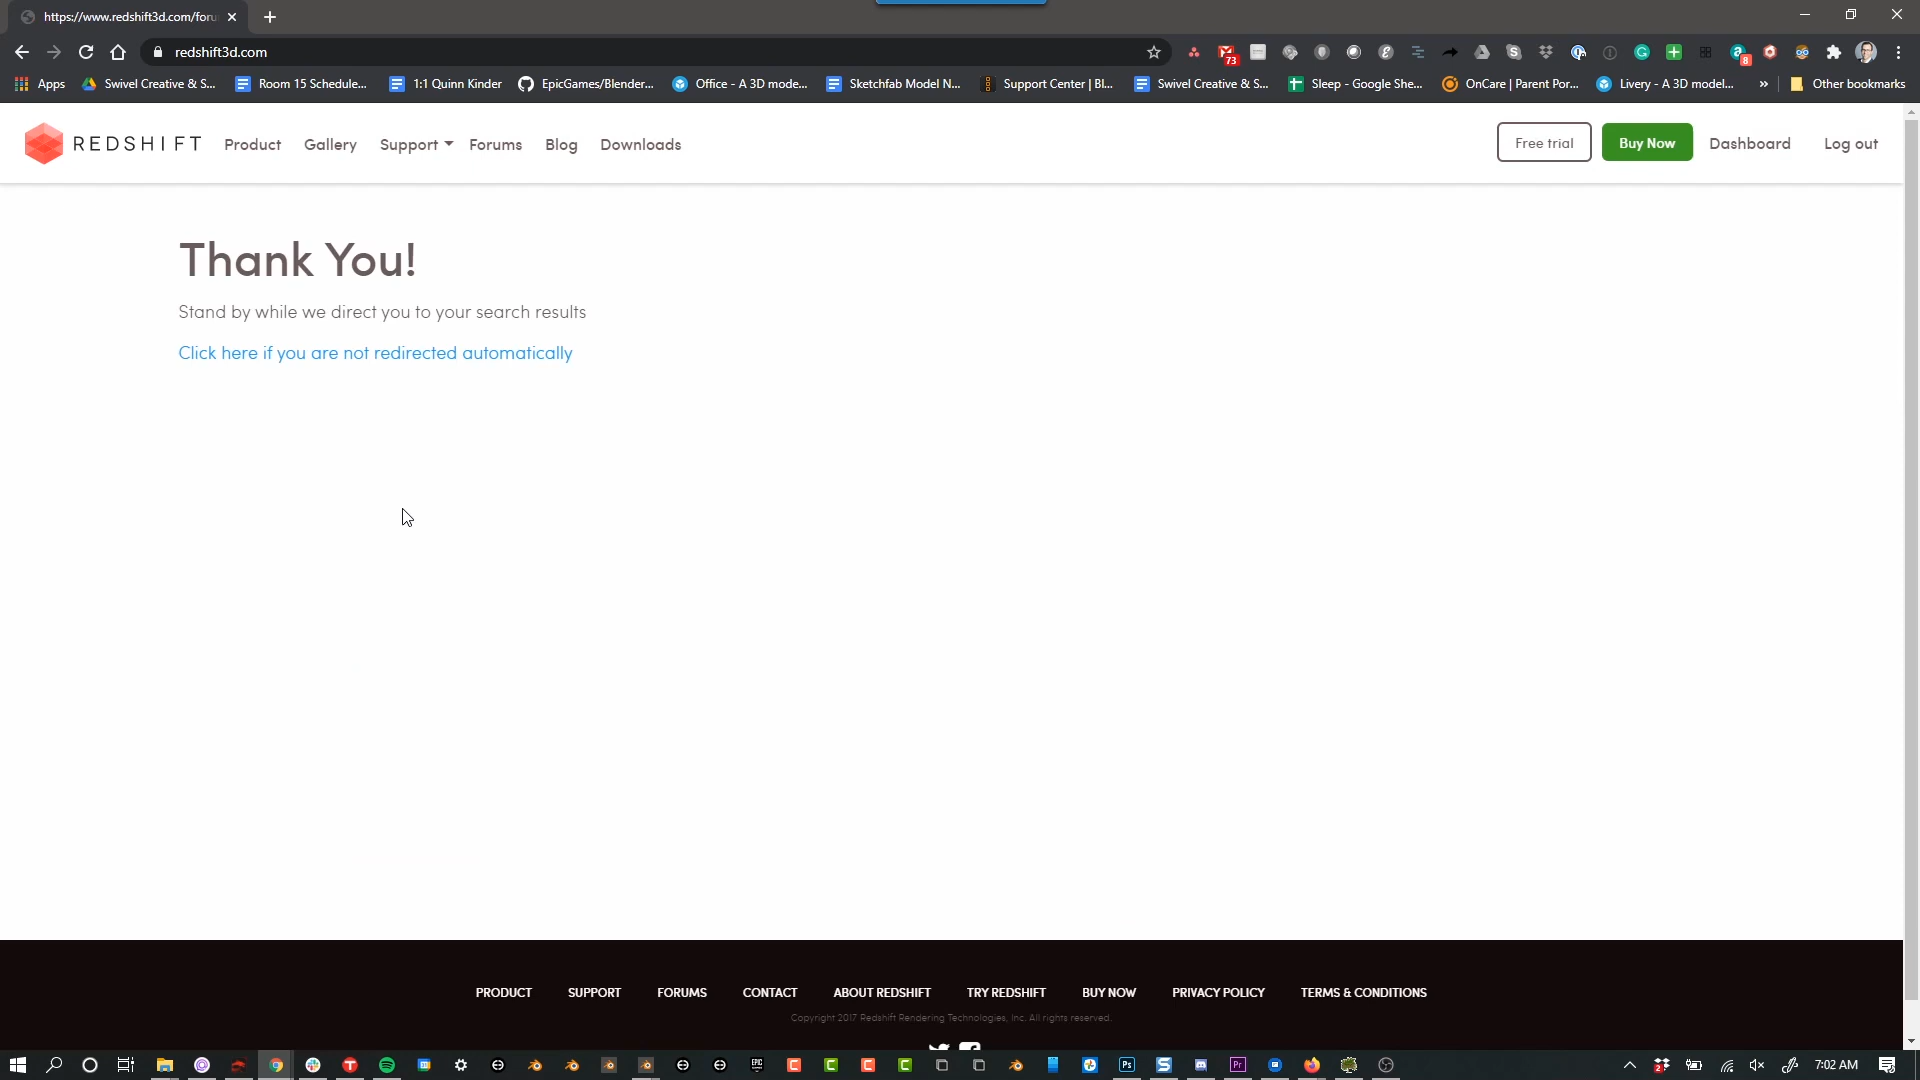 https://www.redshift3d.com/foru
redshift3d.com
73
8
Apps
Swivel Creative & S...
Room 15 Schedule...
1:1 Quinn Kinder
EpicGames/Blender...
Office - A 3D mode...
Sketchfab Model N...
Support Center | Bl...
Swivel Creative & S...
Sleep - Google She...
OnCare | Parent Por...
Livery - A 3D model...
»
Other bookmarks
REDSHIFT
Product
Gallery
Support
Forums
Blog
Downloads
Free trial
Buy Now
Dashboard
Log out
Thank You!
Stand by while we direct you to your search results
Click here if you are not redirected automatically
PRODUCT
SUPPORT
FORUMS
CONTACT
ABOUT REDSHIFT
TRY REDSHIFT
BUY NOW
PRIVACY POLICY
TERMS & CONDITIONS
Copyright 2017 Redshift Rendering Technologies, Inc. All rights reserved.
EPIC
Ps
Pr
7:02 AM